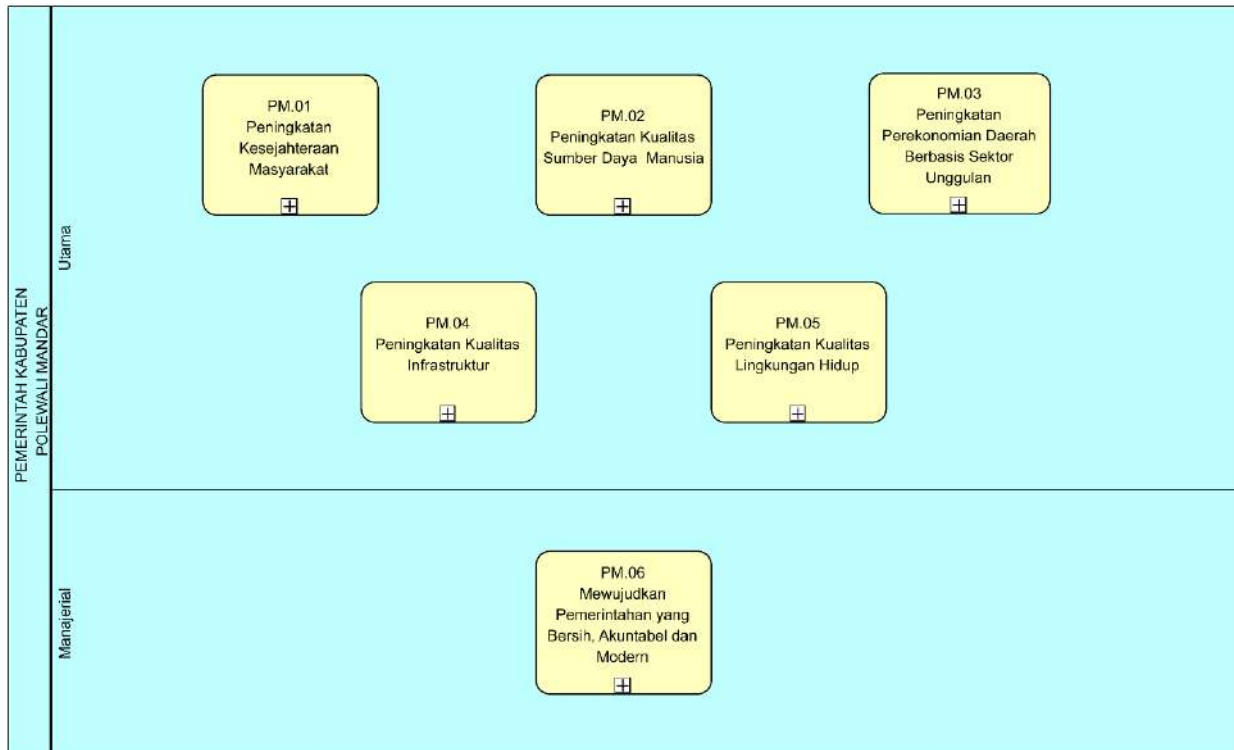 PEMERINTAH KABUPATEN
POLEWALI MANDAR
Utama
PM.01
Peningkatan
Kesejahteraan
Masyarakat
PM.02
Peningkatan Kualitas
Sumber Daya Manusia
PM.03
Peningkatan
Perekonomian Daerah
Berbasis Sektor
Unggulan
PM.04
Peningkatan Kualitas
Infrastruktur
PM.05
Peningkatan Kualitas
Lingkungan Hidup
Manajerial
PM.06
Mewujudkan
Pemerintahan yang
Bersih, Akuntabel dan
Modern